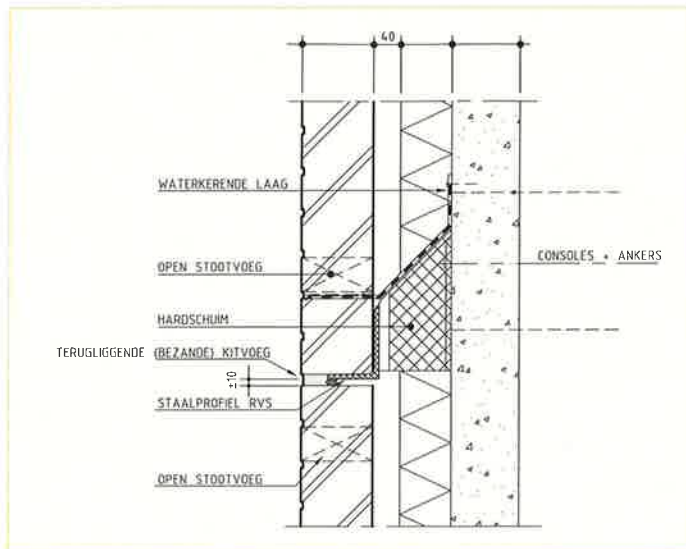 40
WATERKERENDE LAAG
CONSOLES + ANKERS
OPEN STOOTVOEG
HARDSCHUIM
TERUGLIGGENDE (BEZANDE) KITVOEG
±10
STAALPROFIEL RVS
OPEN STOOTVOEG